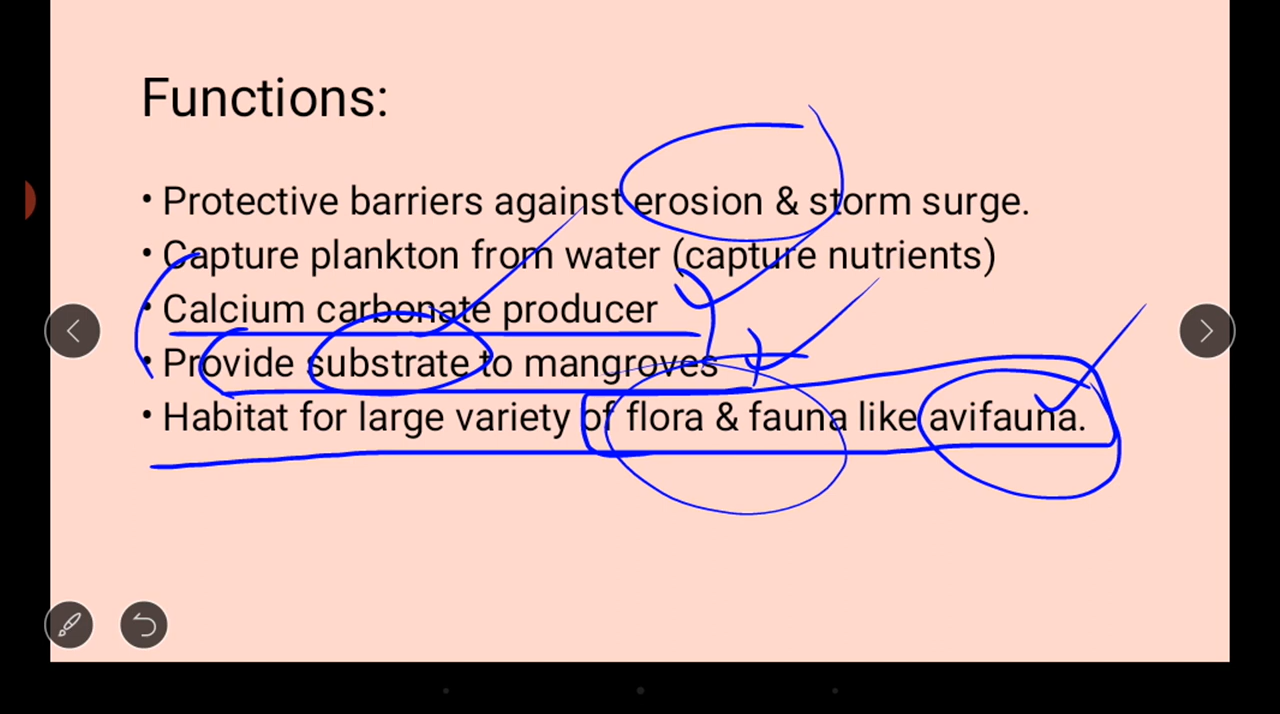 Functions:
• Protective barriers against erosion & storm surge.
• Capture plankton from water (capture nutrients)
• Calcium carbonate producer
• Provide substrate to mangroves
• Habitat for large variety of flora & fauna like avifauna.